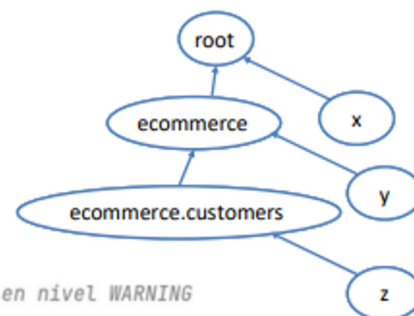 root
ecommerce
x
ecommerce.customers
y
en nivel WARNING
z